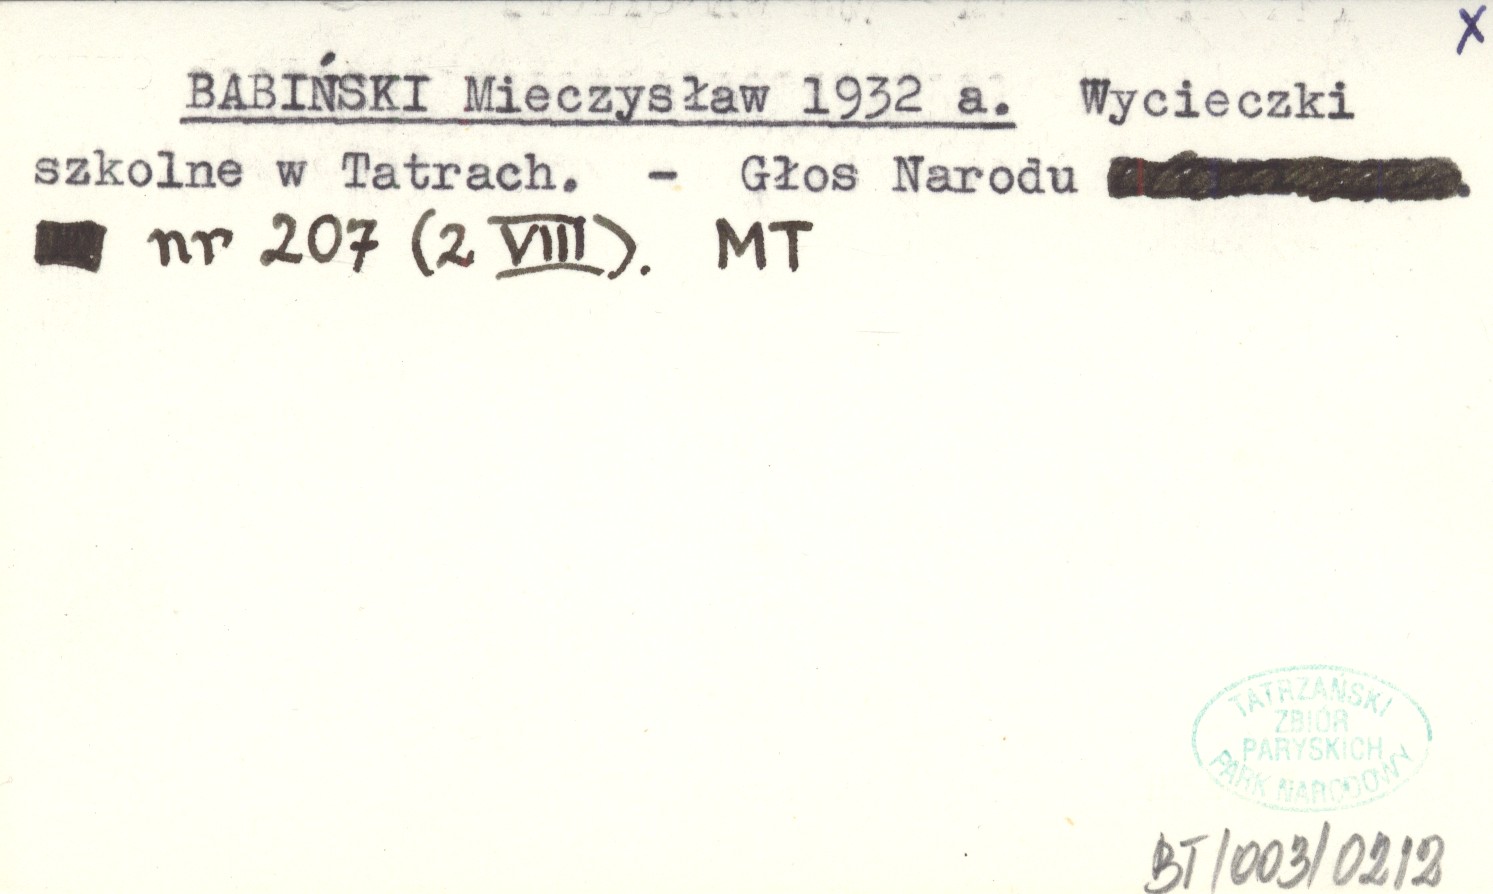 X
BABIŃSKI Mieczysław 1932 a. Wycieczki
szkolne w Tatrach. - Głos Narodu
nr 207 (2 VIII). MT
TATRZAŃSKI
ZBIÓR
PARYSKICH
PARK NARODOWY
BT/003/0212